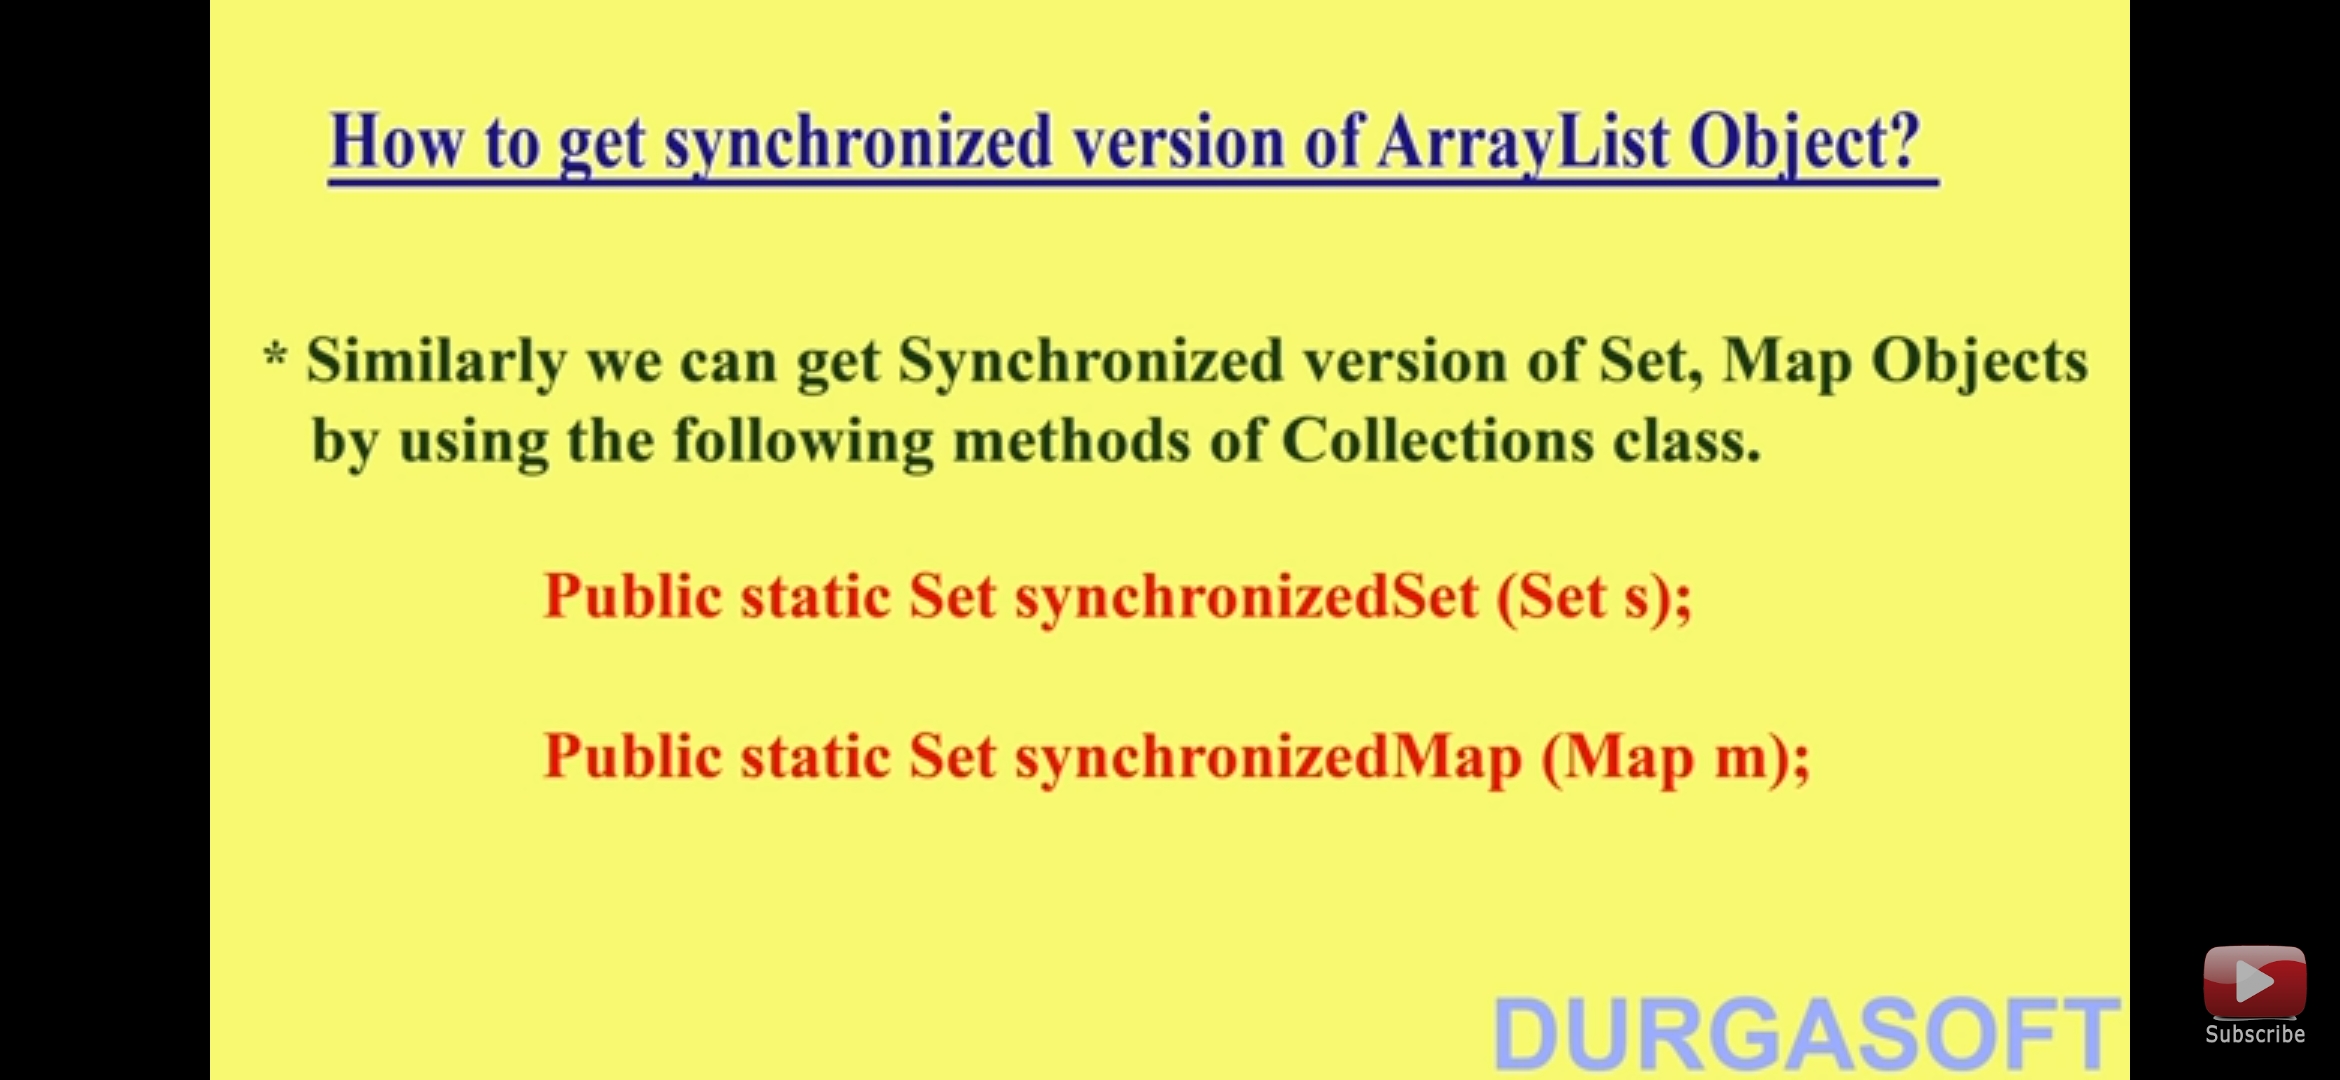 How to get synchronized version of ArrayList Object?
* Similarly we can get Synchronized version of Set, Map Objects
by using the following methods of Collections class.
Public static Set synchronizedSet (Set s);
Public static Set synchronizedMap (Map m);
DURGASOFT
Subscribe